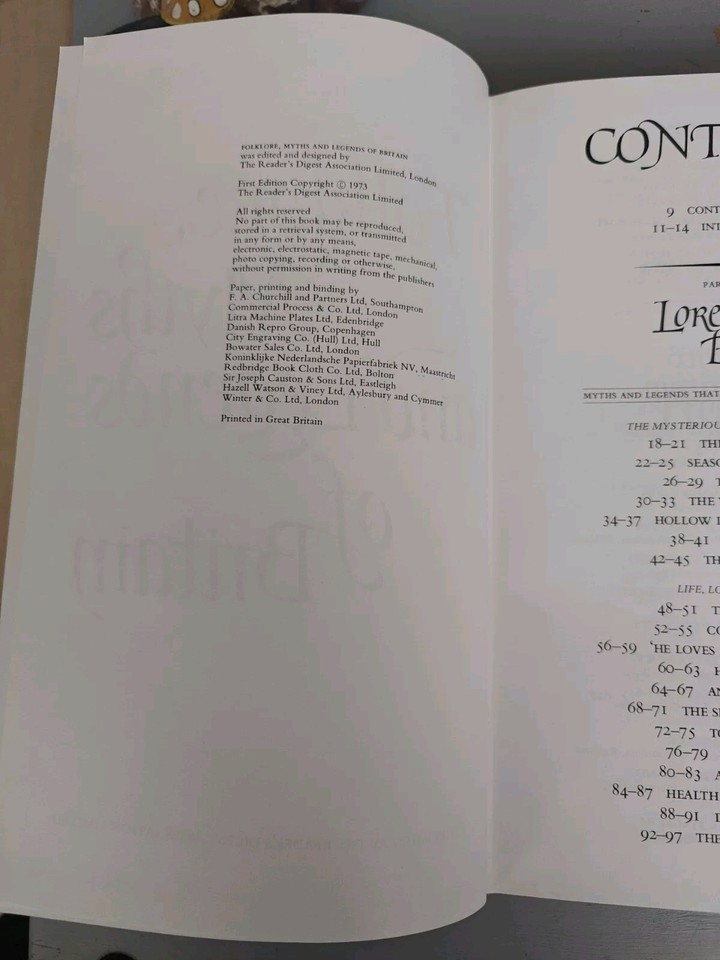 FOLKLORE, MYTHS AND LEGENDS OF BRITAIN
was edited and designed by
The Reader's Digest Association Limited, London
First Edition Copyright © 1973
The Reader's Digest Association Limited
All rights reserved
No part of this book may be reproduced,
stored in a retrieval system, or transmitted
in any form or by any means,
electronic, electrostatic, magnetic tape, mechanical,
photo copying, recording or otherwise,
without permission in writing from the publishers
Paper, printing and binding by
F. A. Churchill and Partners Ltd, Southampton
Commercial Process & Co. Ltd, London
Litra Machine Plates Ltd, Edenbridge
Danish Repro Group, Copenhagen
City Engraving Co. (Hull) Ltd, Hull
Bowater Sales Co. Ltd, London
Koninklijke Nederlandsche Papierfabriek NV, Maastricht
Redbridge Book Cloth Co. Ltd, Bolton
Sir Joseph Causton & Sons Ltd, Eastleigh
Hazell Watson & Viney Ltd, Aylesbury and Cymmer
Winter & Co. Ltd, London
Printed in Great Britain
CONT
9 CONT
11–14 INT
PAR
Lore
MYTHS AND LEGENDS THAT
THE MYSTERIOU
18–21 THE
22–25 SEASO
26–29 T
30–33 THE
34–37 HOLLOW
38–41
42–45 TH
LIFE, LO
48–51 T
52–55 CO
56–59 'HE LOVES
60–63 H
64–67 AN
68–71 THE S
72–75 TO
76–79
80–83 A
84–87 HEALTH
88–91
92–97 THE